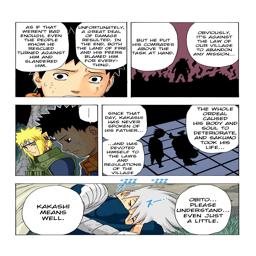 OBVIOUSLY,
IT'S AGAINST
THE LAW OF
OUR VILLAGE
TO ABANDON
ANY MISSION...
BUT HE PUT
HIS COMRADES
ABOVE THE
TASK AT HAND.
UNFORTUNATELY,
A GREAT DEAL
OF DAMAGE
RESULTED. IN
THE END, BOTH
THE LAND OF FIRE
AND HIS PEERS
BLAMED HIM
FOR EVERY-
THING.
AS IF
THAT WEREN'T
BAD ENOUGH,
EVEN THE
PEOPLE WHOM
HE RESCUED
TURNED AGAINST
HIM AND
SLANDERED
HIM.
THE WHOLE
ORDEAL
CAUSED
HIS BODY AND
SOUL TO
DETERIORATE,
AND SAKUMO
TOOK HIS
LIFE...
SINCE THAT
DAY, KAKASHI
HAS NEVER
SPOKEN OF
HIS FATHER...
...AND HAS
DEVOTED
HIMSELF TO
THE LAWS
AND
REGULATIONS
OF THE
VILLAGE.
OBITO...
PLEASE
UNDERSTAND...
EVEN JUST
A LITTLE.
KAKASHI
MEANS
WELL.